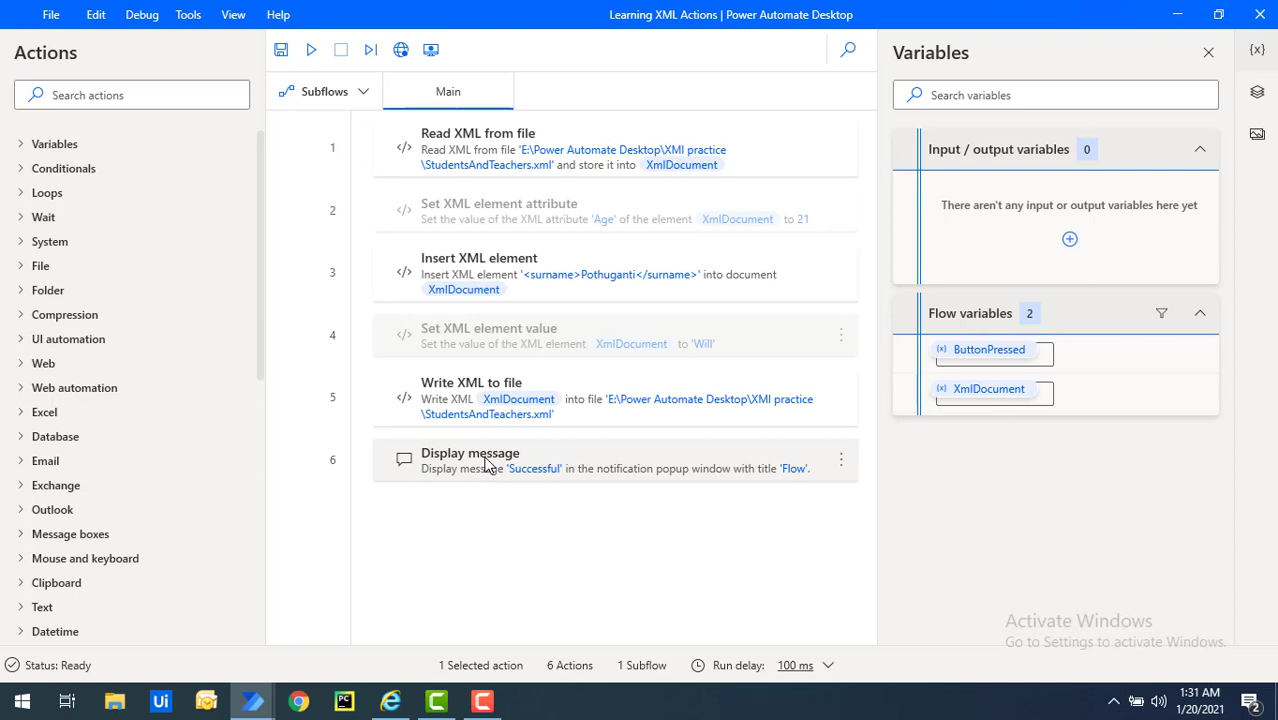 File Edit Debug Tools View Help
Learning XML Actions | Power Automate Desktop
Actions
Search actions
Variables
Conditionals
Loops
Wait
System
File
Folder
Compression
UI automation
Web
Web automation
Excel
Database
Email
Exchange
Outlook
Message boxes
Mouse and keyboard
Clipboard
Text
Datetime
Subflows
Main
1
Read XML from file
Read XML from file 'E:\Power Automate Desktop\XMl practice
\StudentsAndTeachers.xml' and store it into XmlDocument
2
Set XML element attribute
Set the value of the XML attribute 'Age' of the element XmlDocument to 21
3
Insert XML element
Insert XML element '<surname>Pothuganti</surname>' into document
XmlDocument
4
Set XML element value
Set the value of the XML element XmlDocument to 'Will'
5
Write XML to file
Write XML XmlDocument into file 'E:\Power Automate Desktop\XMl practice
\StudentsAndTeachers.xml'
6
Display message
Display message 'Successful' in the notification popup window with title 'Flow'.
Variables
{x}
Search variables
Input / output variables 0
There aren't any input or output variables here yet
Flow variables 2
(x) ButtonPressed
(x) XmlDocument
Activate Windows
Go to Settings to activate Windows.
Status: Ready
1 Selected action
6 Actions
1 Subflow
Run delay: 100 ms
Ui
PC
1:31 AM
1/20/2021
2